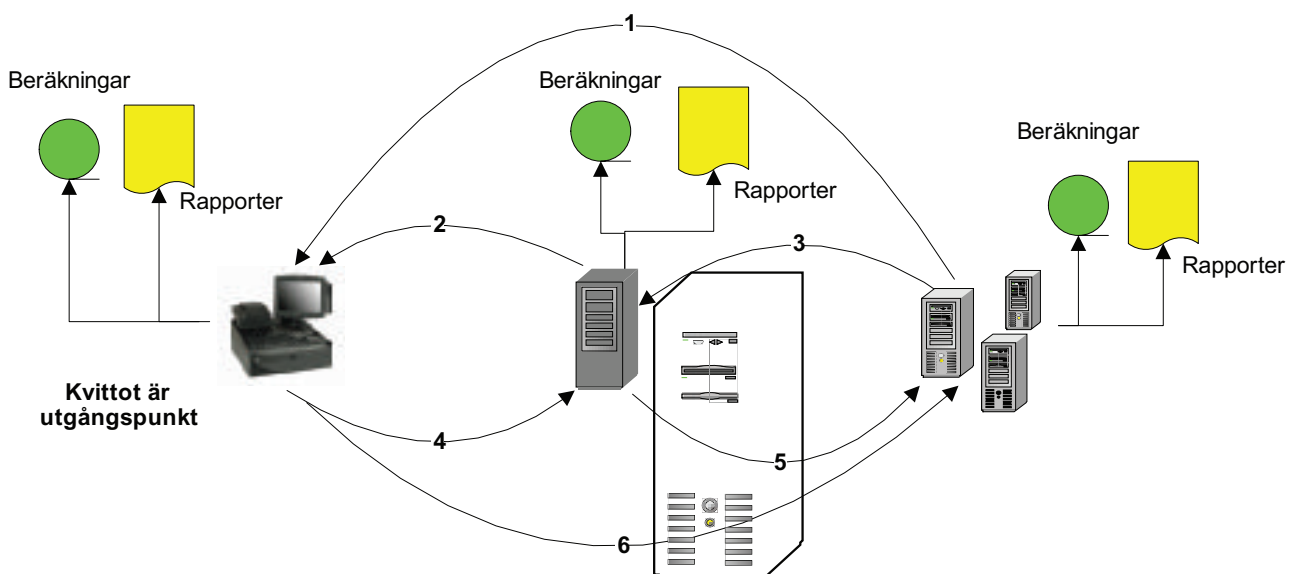 1
Beräkningar
Beräkningar
Beräkningar
Rapporter
Rapporter
2
3
Rapporter
Kvittot är
utgångspunkt
4
5
6